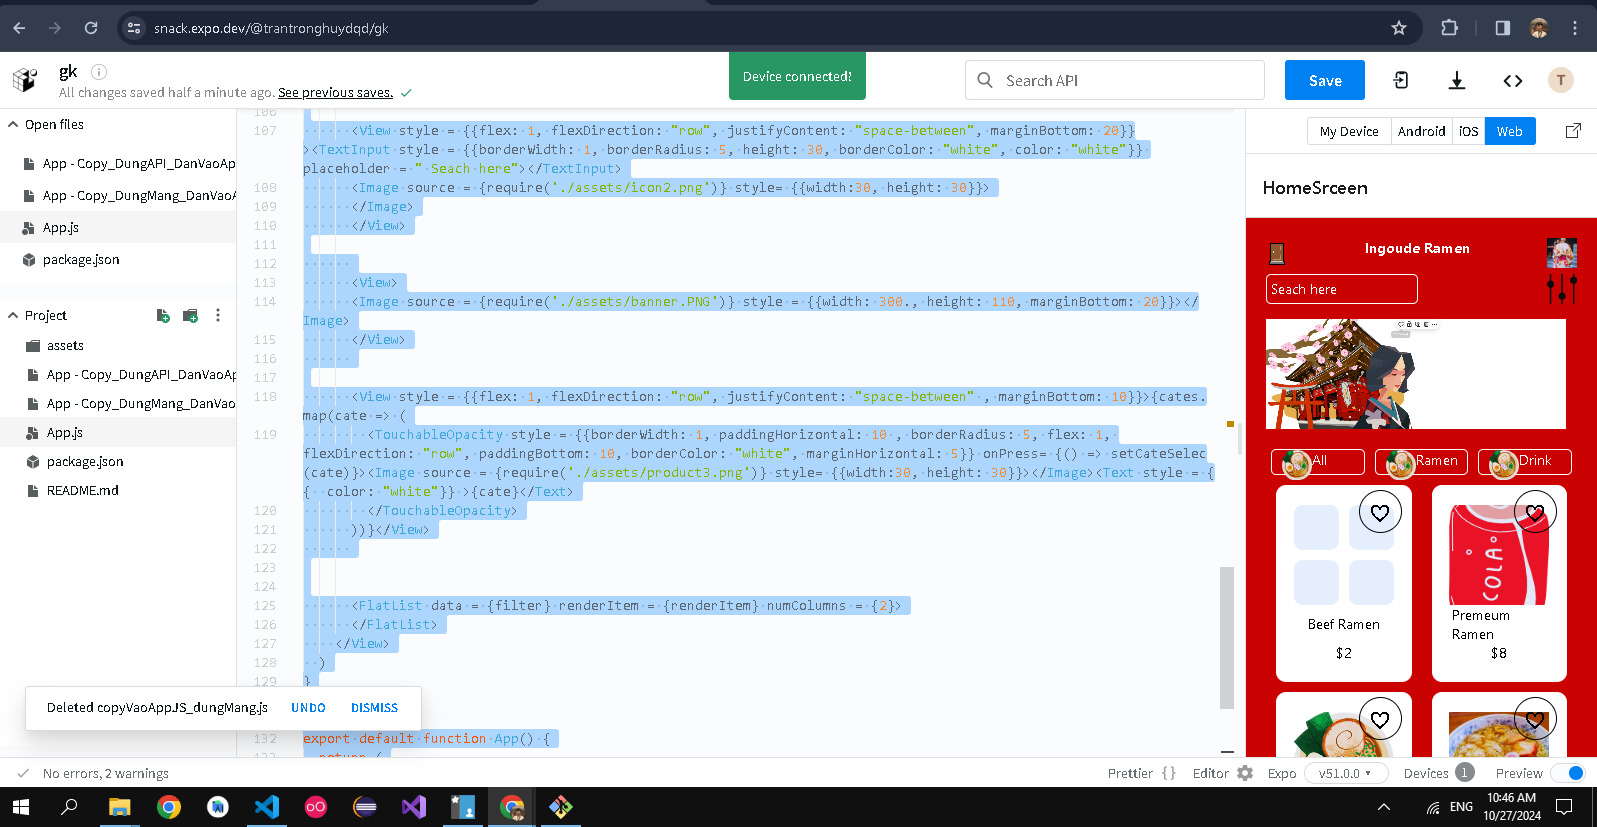 snack.expo.dev/@trantronghuydqd/gk
gk
All changes saved half a minute ago. See previous saves.
Device connected!
Search API
Save
T
Open files
App - Copy_DungAPI_DanVaoAp
App - Copy_DungMang_DanVaoA
App.js
package.json
Project
assets
App - Copy_DungAPI_DanVaoAp
App - Copy_DungMang_DanVao
App.js
package.json
README.md
106
107 <View style = {{flex: 1, flexDirection: "row", justifyContent: "space-between", marginBottom: 20}}
><TextInput style = {{borderWidth: 1, borderRadius: 5, height: 30, borderColor: "white", color: "white"}}
placeholder = " Seach here"></TextInput>
108 <Image source = {require('./assets/icon2.png')} style= {{width:30, height: 30}}>
109 </Image>
110 </View>
111
112
113 <View>
114 <Image source = {require('./assets/banner.PNG')} style = {{width: 300., height: 110, marginBottom: 20}}></
Image>
115 </View>
116
117
118 <View style = {{flex: 1, flexDirection: "row", justifyContent: "space-between" , marginBottom: 10}}>{cates.
map(cate => (
119 <TouchableOpacity style = {{borderWidth: 1, paddingHorizontal: 10 , borderRadius: 5, flex: 1,
flexDirection: "row", paddingBottom: 10, borderColor: "white", marginHorizontal: 5}} onPress= {() => setCateSelec
(cate)}><Image source = {require('./assets/product3.png')} style= {{width:30, height: 30}}></Image><Text style = {
{ color: "white"}} >{cate}</Text>
120 </TouchableOpacity>
121 ))}</View>
122
123
124
125 <FlatList data = {filter} renderItem = {renderItem} numColumns = {2}>
126 </FlatList>
127 </View>
128 )
129 }
132 export default function App() {
133 return (
Deleted copyVaoAppJS_dungMang.js UNDO DISMISS
My Device Android iOS Web
HomeSrceen
Ingoude Ramen
Seach here
All Ramen Drink
COLA
Beef Ramen
$2
Premeum
Ramen
$8
No errors, 2 warnings
Prettier {} Editor Expo v51.0.0 Devices 1 Preview
ENG
10:46 AM
10/27/2024